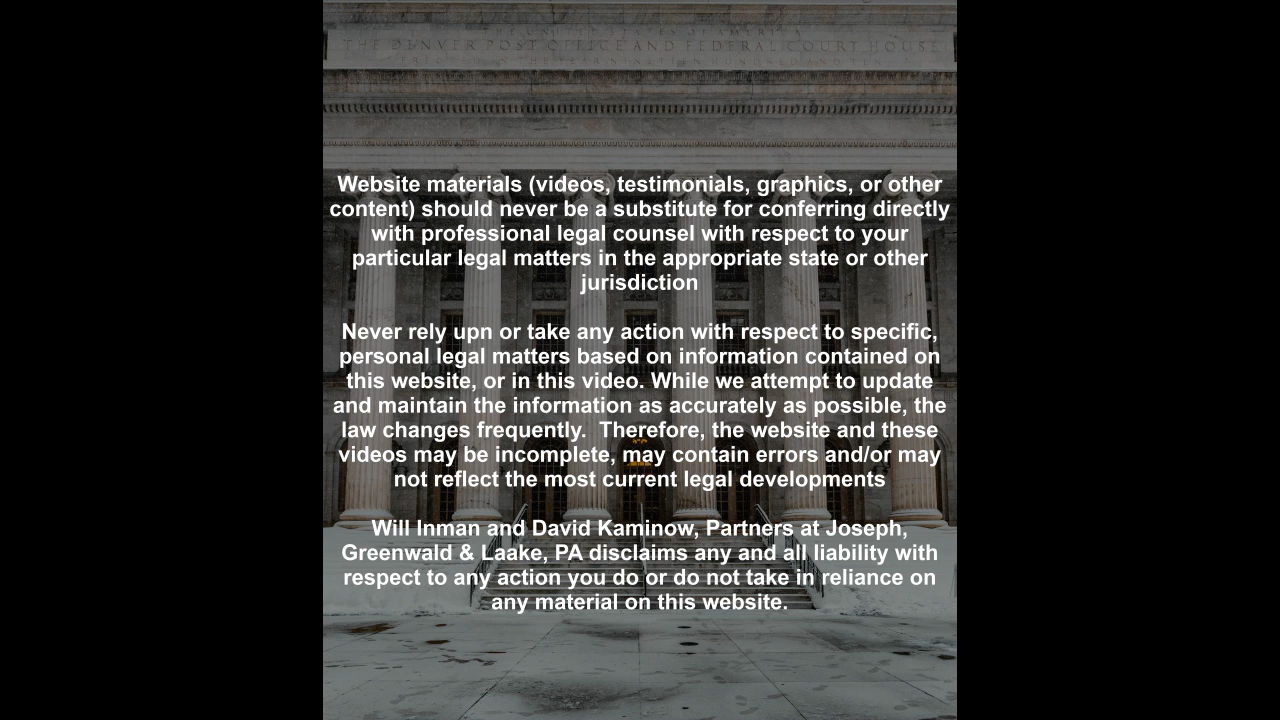 THE DENVER POST OFFICE AND FEDERAL COURT HOUSE
Website materials (videos, testimonials, graphics, or other
content) should never be a substitute for conferring directly
with professional legal counsel with respect to your
particular legal matters in the appropriate state or other
jurisdiction
Never rely upn or take any action with respect to specific,
personal legal matters based on information contained on
this website, or in this video. While we attempt to update
and maintain the information as accurately as possible, the
law changes frequently.  Therefore, the website and these
videos may be incomplete, may contain errors and/or may
not reflect the most current legal developments
Will Inman and David Kaminow, Partners at Joseph,
Greenwald & Laake, PA disclaims any and all liability with
respect to any action you do or do not take in reliance on
any material on this website.